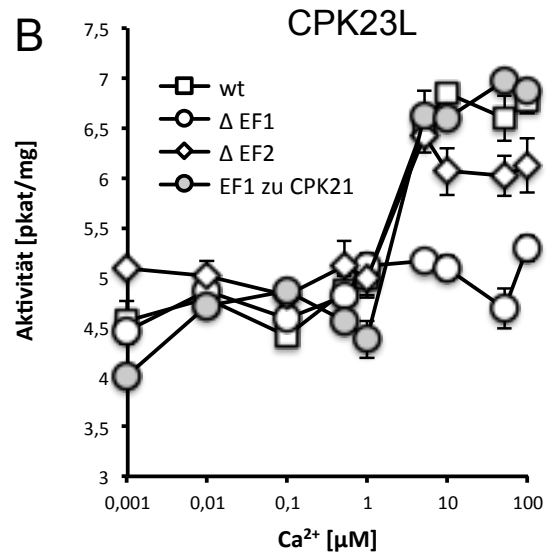 B
CPK23L
Aktivität [pkat/mg]
7,5
7
6,5
6
5,5
5
4,5
4
3,5
3
wt
Δ EF1
Δ EF2
EF1 zu CPK21
0,001 0,01 0,1 1 10 100
Ca²⁺ [µM]